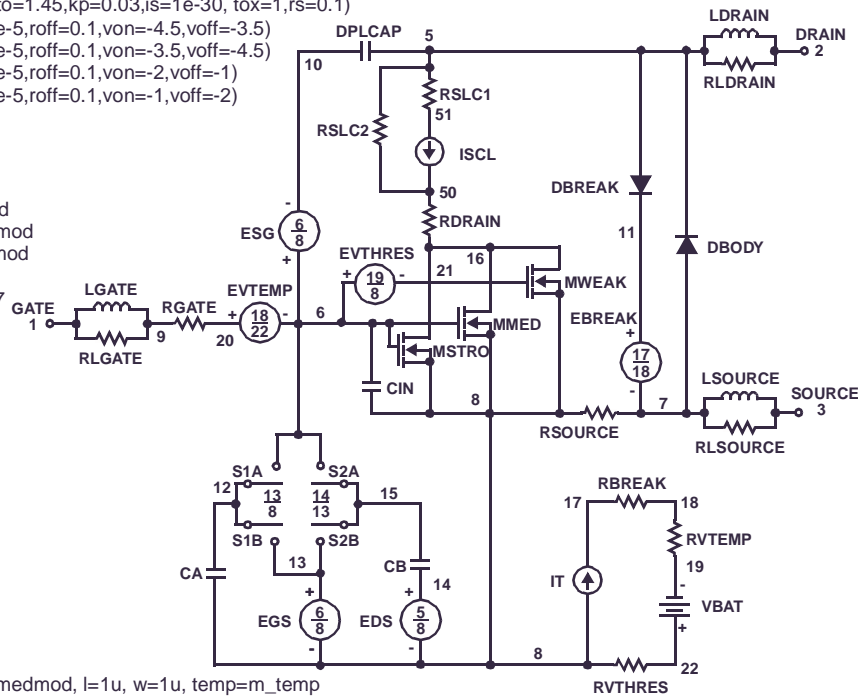 to=1.45,kp=0.03,is=1e-30, tox=1,rs=0.1)
e-5,roff=0.1,von=-4.5,voff=-3.5)
e-5,roff=0.1,von=-3.5,voff=-4.5)
e-5,roff=0.1,von=-2,voff=-1)
e-5,roff=0.1,von=-1,voff=-2)
d
mod
mod
7
LDRAIN
DPLCAP 5 DRAIN
10 2
RLDRAIN
RSLC1
51
RSLC2
ISCL
50
DBREAK
RDRAIN
-
6
8
ESG
+
11
DBODY
EVTHRES
16
+ 19 - 21
8
MWEAK
LGATE
EVTEMP
GATE RGATE + 18 - 6
22
EBREAK
MMED
1 9 20
+
MSTRO
17
18
RLGATE
-
LSOURCE
CIN
SOURCE
8 7 3
RSOURCE
RLSOURCE
S1A S2A
12 13 14 15
8 13
RBREAK
17 18
S1B S2B
RVTEMP
13
CB
19
CA
14
IT
-
+ +
VBAT
6 5
8 8
EGS EDS
+
- -
8
22
RVTHRES
medmod, l=1u, w=1u, temp=m_temp